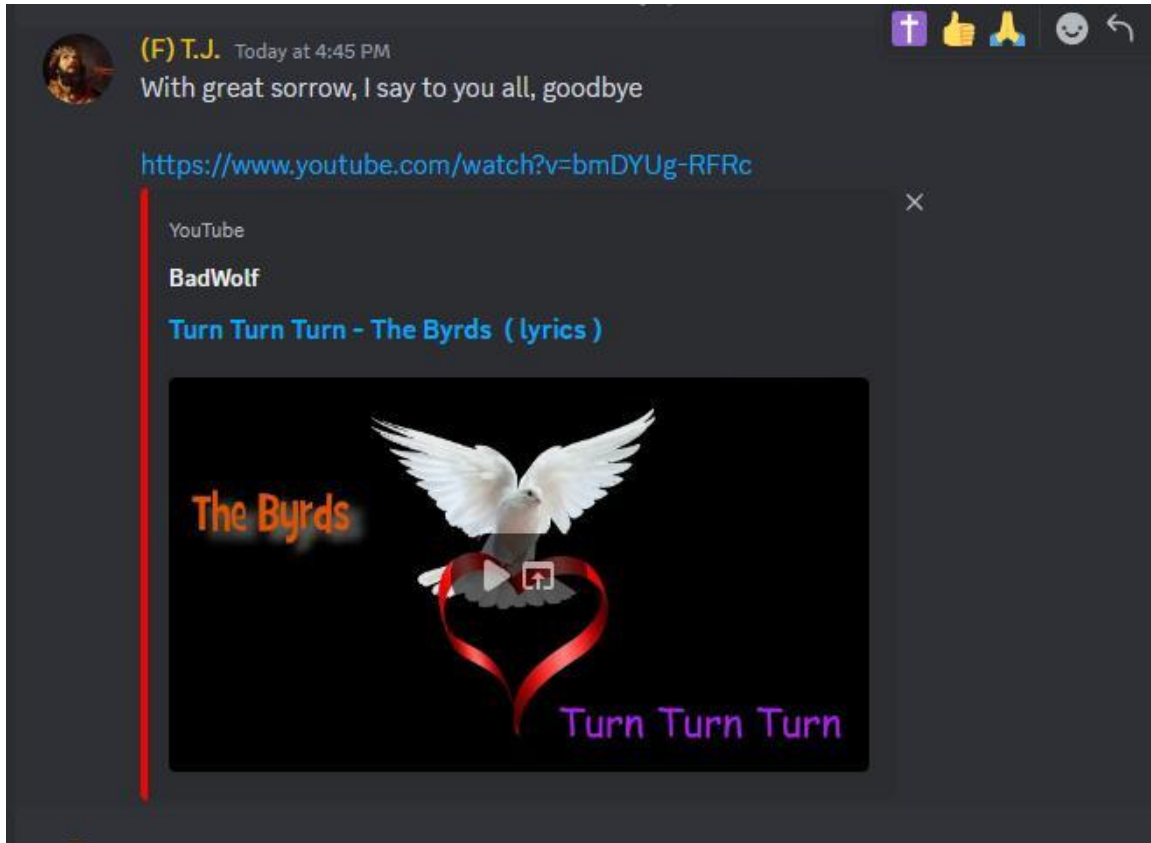 (F) T.J. Today at 4:45 PM
With great sorrow, I say to you all, goodbye
https://www.youtube.com/watch?v=bmDYUg-RFRc
YouTube
BadWolf
Turn Turn Turn - The Byrds ( lyrics )
The Byrds
Turn Turn Turn